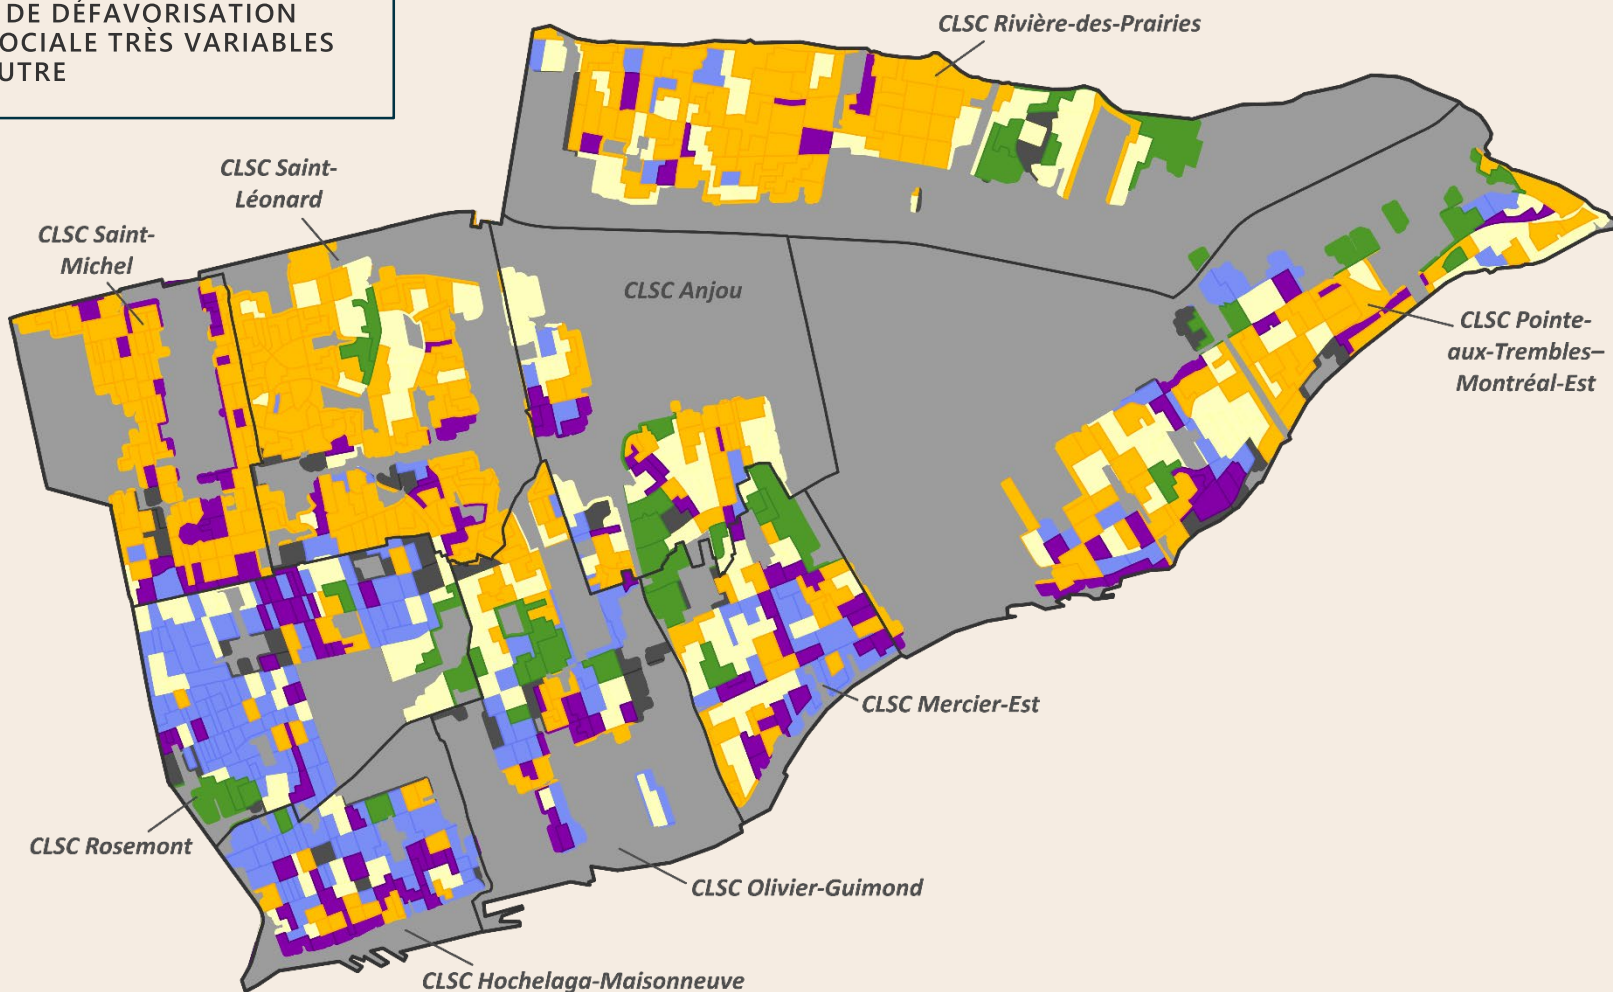 DE DÉFAVORISATION
OCIALE TRÈS VARIABLES
UTRE
CLSC Rivière-des-Prairies
CLSC Saint-
Léonard
CLSC Saint-
Michel
CLSC Anjou
CLSC Pointe-
aux-Trembles–
Montréal-Est
CLSC Mercier-Est
CLSC Rosemont
CLSC Olivier-Guimond
CLSC Hochelaga-Maisonneuve